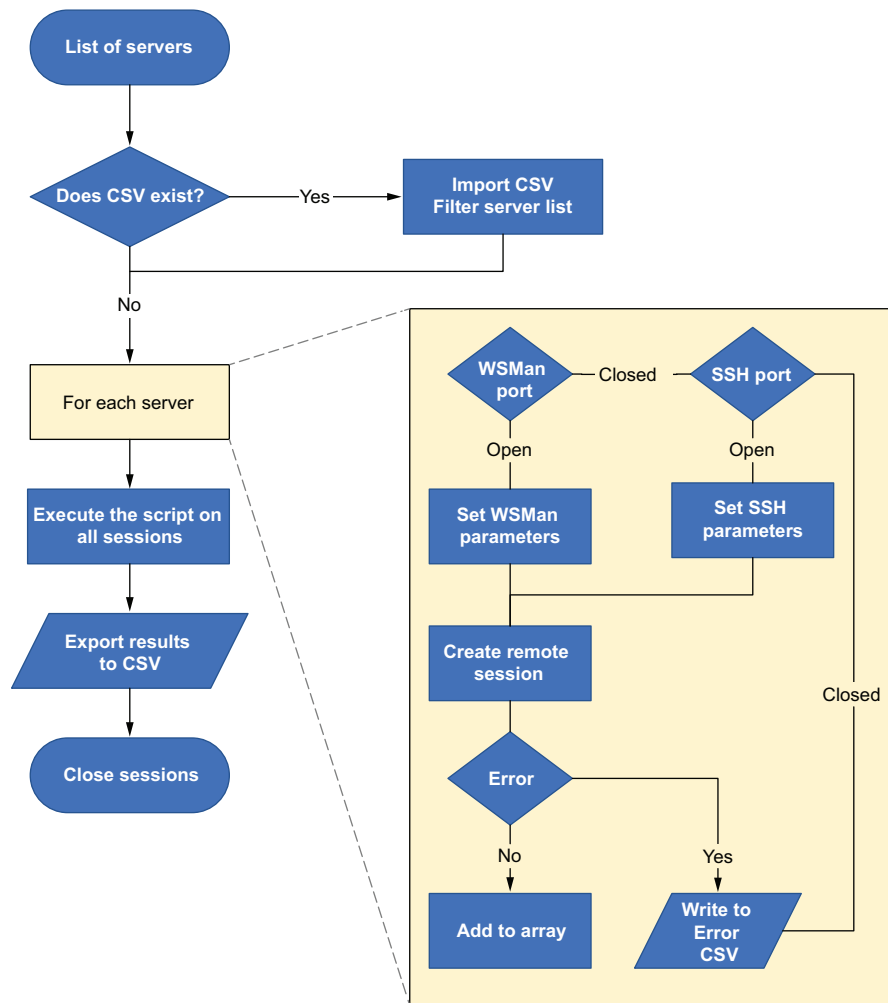 List of servers
Does CSV exist?
Yes
Import CSV
Filter server list
No
For each server
Execute the script on
all sessions
Export results
to CSV
Close sessions
WSMan
port
Closed
SSH port
Open
Open
Set WSMan
parameters
Set SSH
parameters
Create remote
session
Closed
Error
No
Yes
Add to array
Write to
Error
CSV